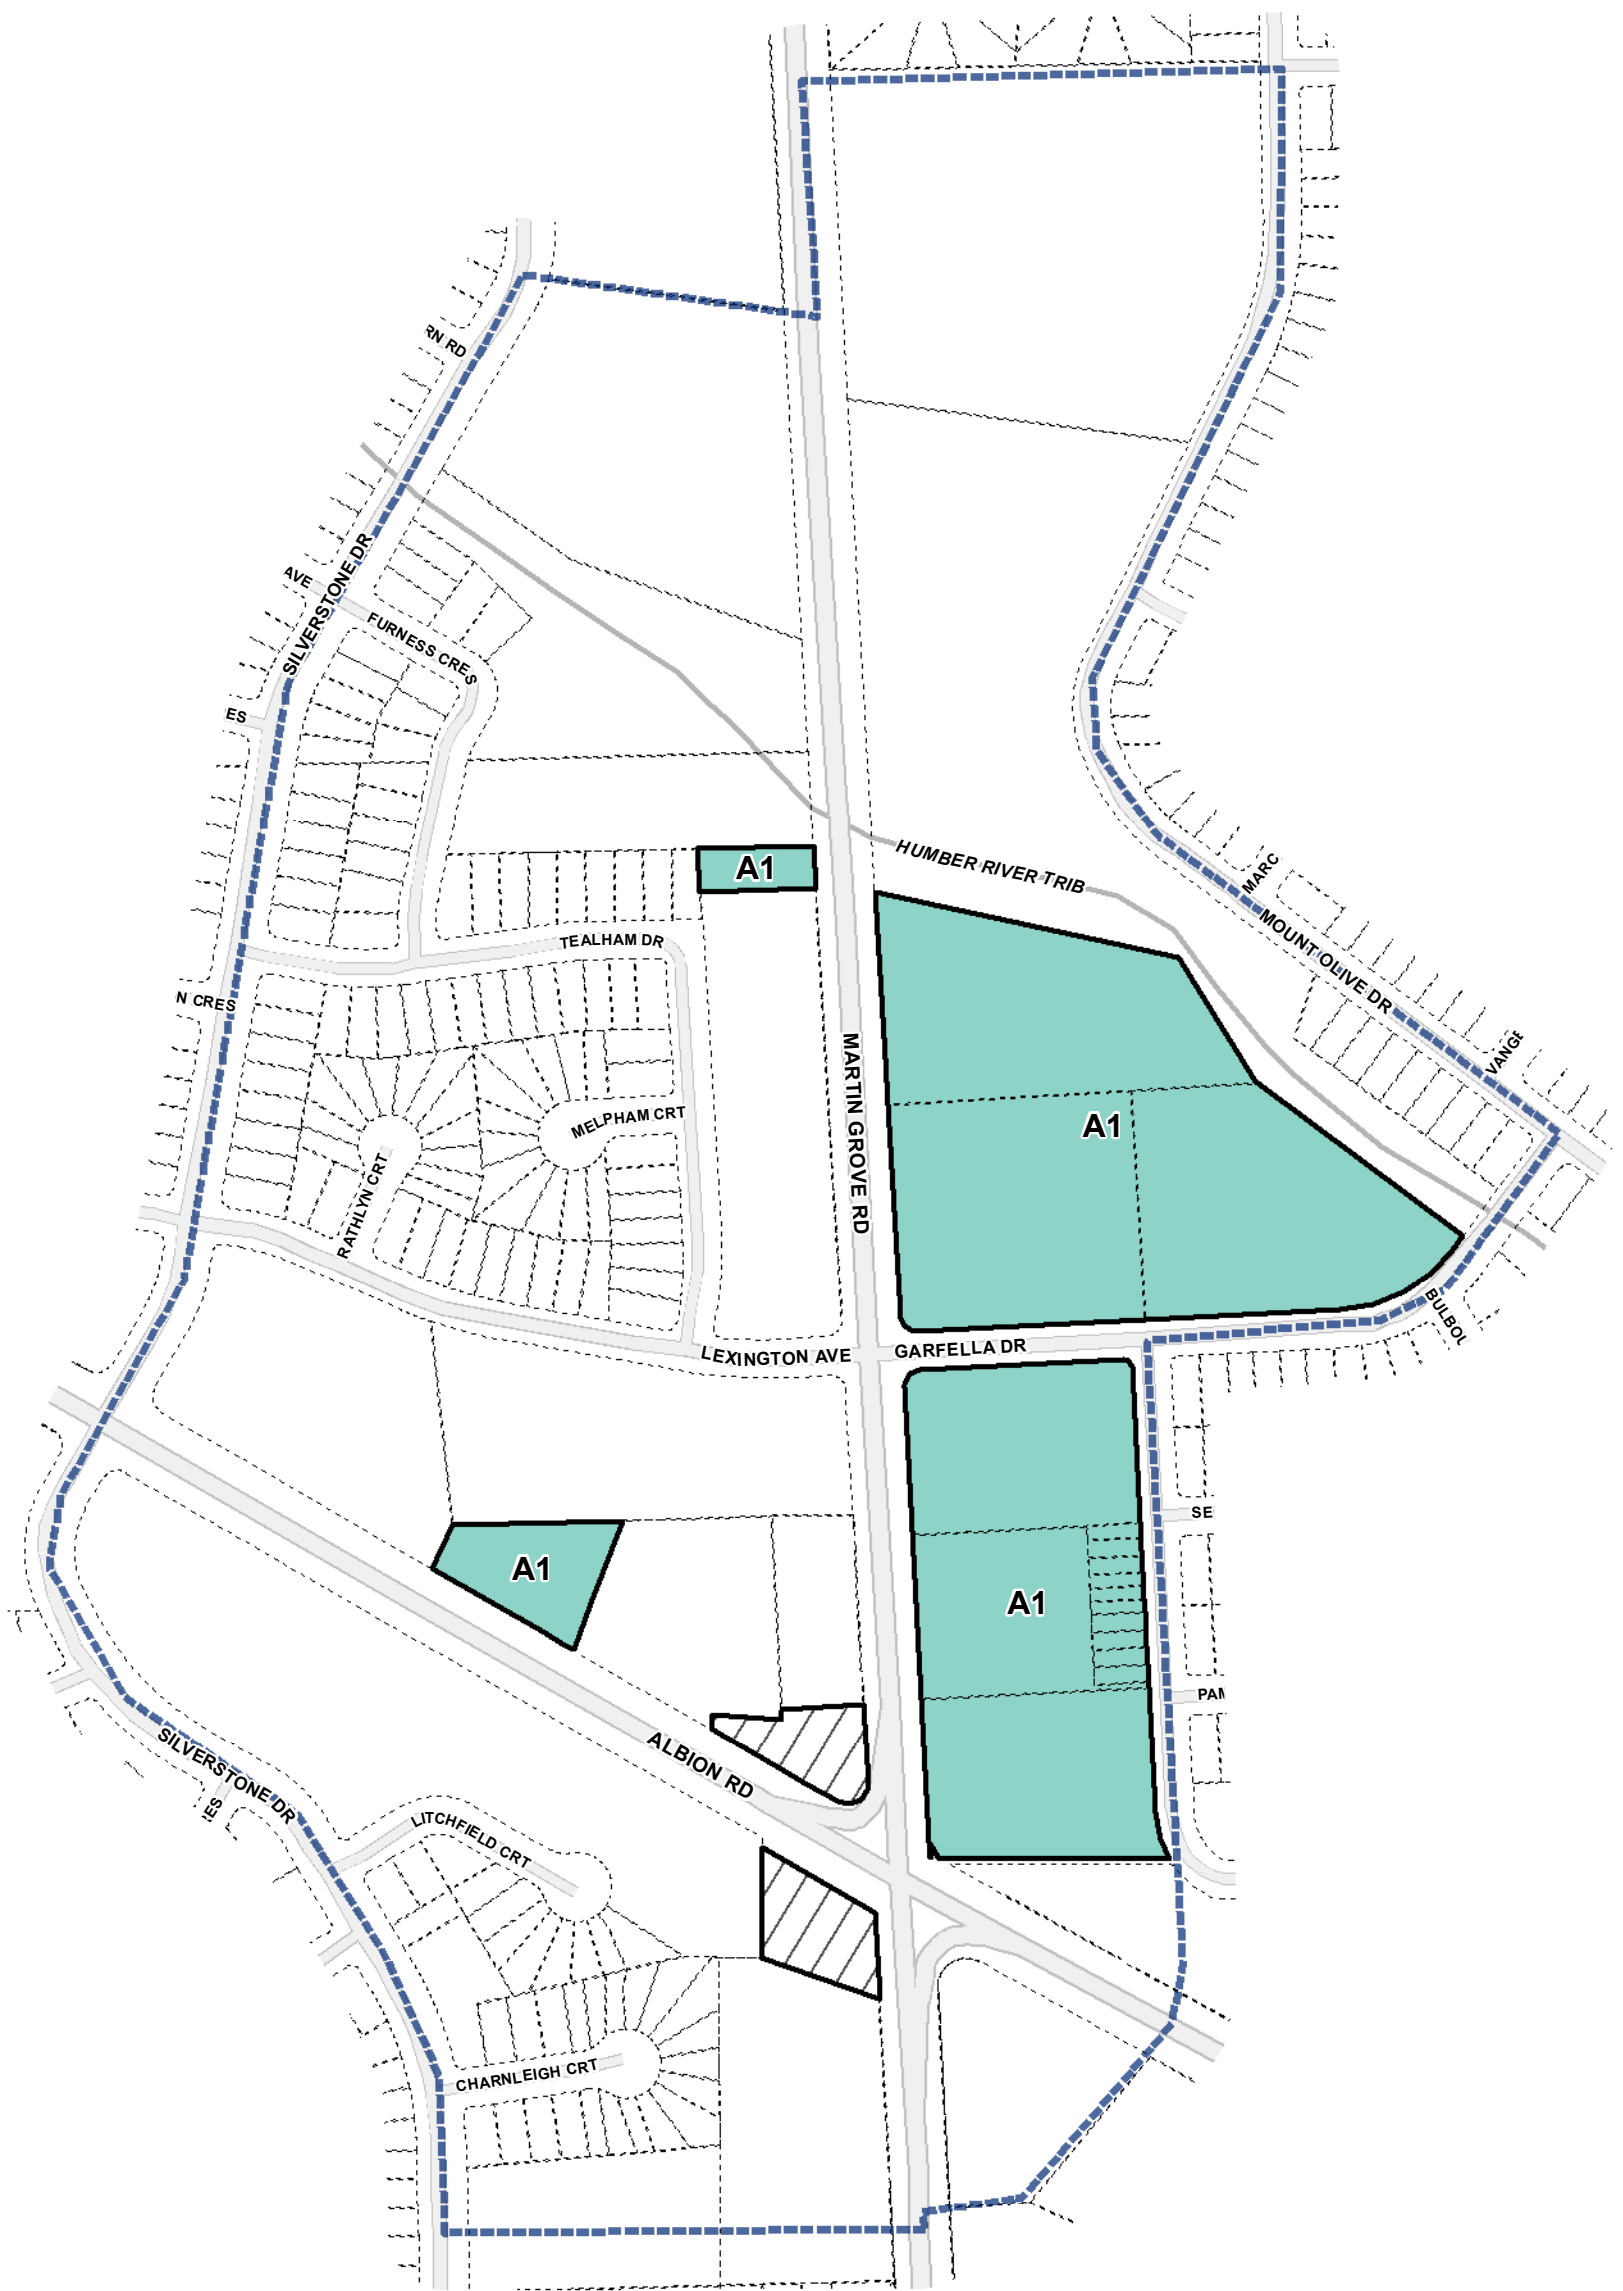 RN RD
SILVERSTONE DR
AVE
FURNESS CRES
ES
A1
HUMBER RIVER TRIB
MARC
MOUNT OLIVE DR
TEALHAM DR
N CRES
VANGE
MARTIN GROVE RD
MELPHAM CRT
A1
RATHLYN CRT
BULBOU
LEXINGTON AVE
GARFELLA DR
SE
A1
A1
PAM
SILVERSTONE DR
ALBION RD
ES
LITCHFIELD CRT
CHARNLEIGH CRT